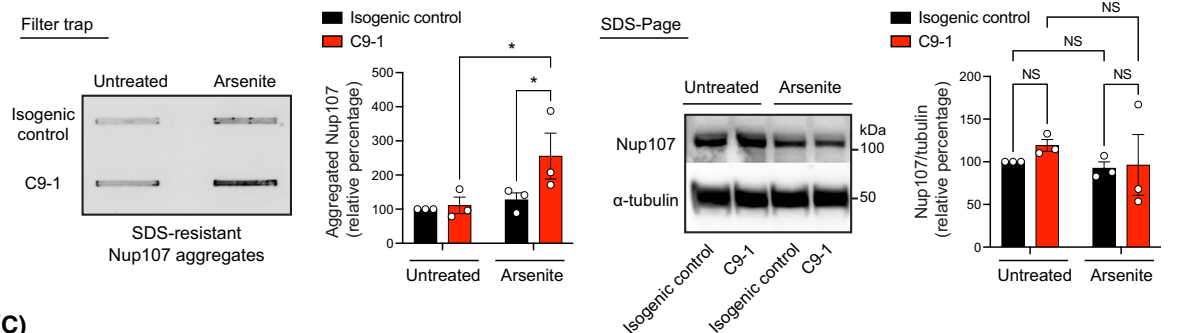 Filter trap
Untreated
Arsenite
Isogenic
control
C9-1
SDS-resistant
Nup107 aggregates
Isogenic control
C9-1
Aggregated Nup107
(relative percentage)
500
400
300
200
100
0
*
*
Untreated
Arsenite
SDS-Page
Untreated
Arsenite
Nup107
α-tubulin
kDa
100
50
Isogenic control
C9-1
Isogenic control
C9-1
Isogenic control
C9-1
Nup107/tubulin
(relative percentage)
200
150
100
50
0
NS
NS
NS
NS
Untreated
Arsenite
(C)